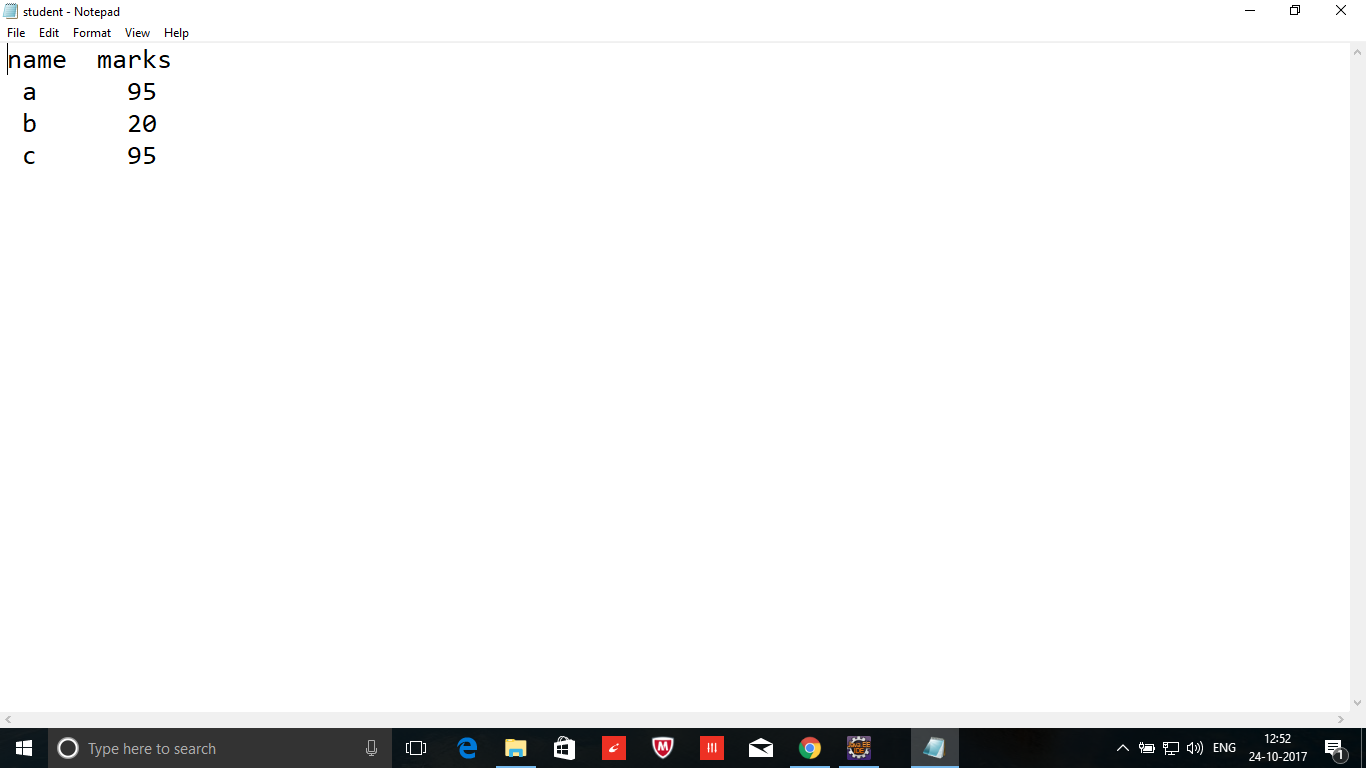 student - Notepad
File Edit Format View Help
name marks
a 95
b 20
c 95
Type here to search
ENG
12:52
24-10-2017
1